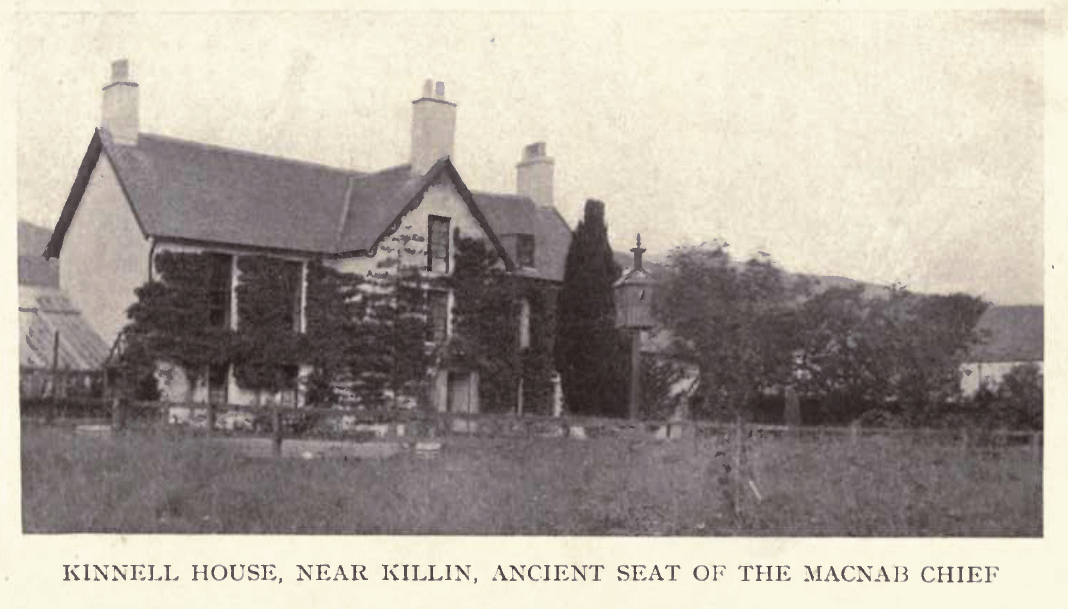 KINNELL HOUSE, NEAR KILLIN, ANCIENT SEAT OF THE MACNAB CHIEF